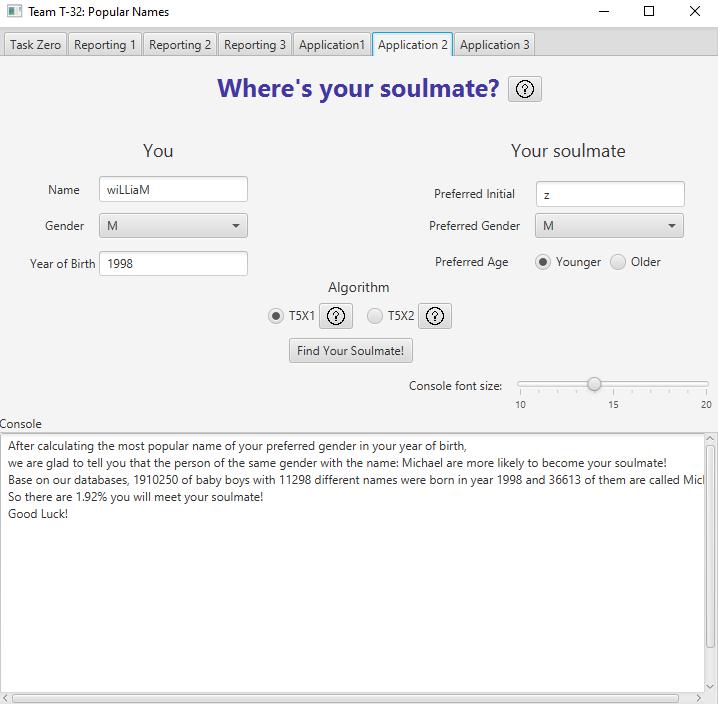 Team T-32: Popular Names
Task Zero Reporting 1 Reporting 2 Reporting 3 Application1 Application 2 Application 3
Where's your soulmate?
You
Your soulmate
Name wiLLiaM
Preferred Initial z
Gender M
Preferred Gender M
Year of Birth 1998
Preferred Age Younger Older
Algorithm
T5X1 T5X2
Find Your Soulmate!
Console font size:
10 15 20
Console
After calculating the most popular name of your preferred gender in your year of birth,
we are glad to tell you that the person of the same gender with the name: Michael are more likely to become your soulmate!
Base on our databases, 1910250 of baby boys with 11298 different names were born in year 1998 and 36613 of them are called
So there are 1.92% you will meet your soulmate!
Good Luck!